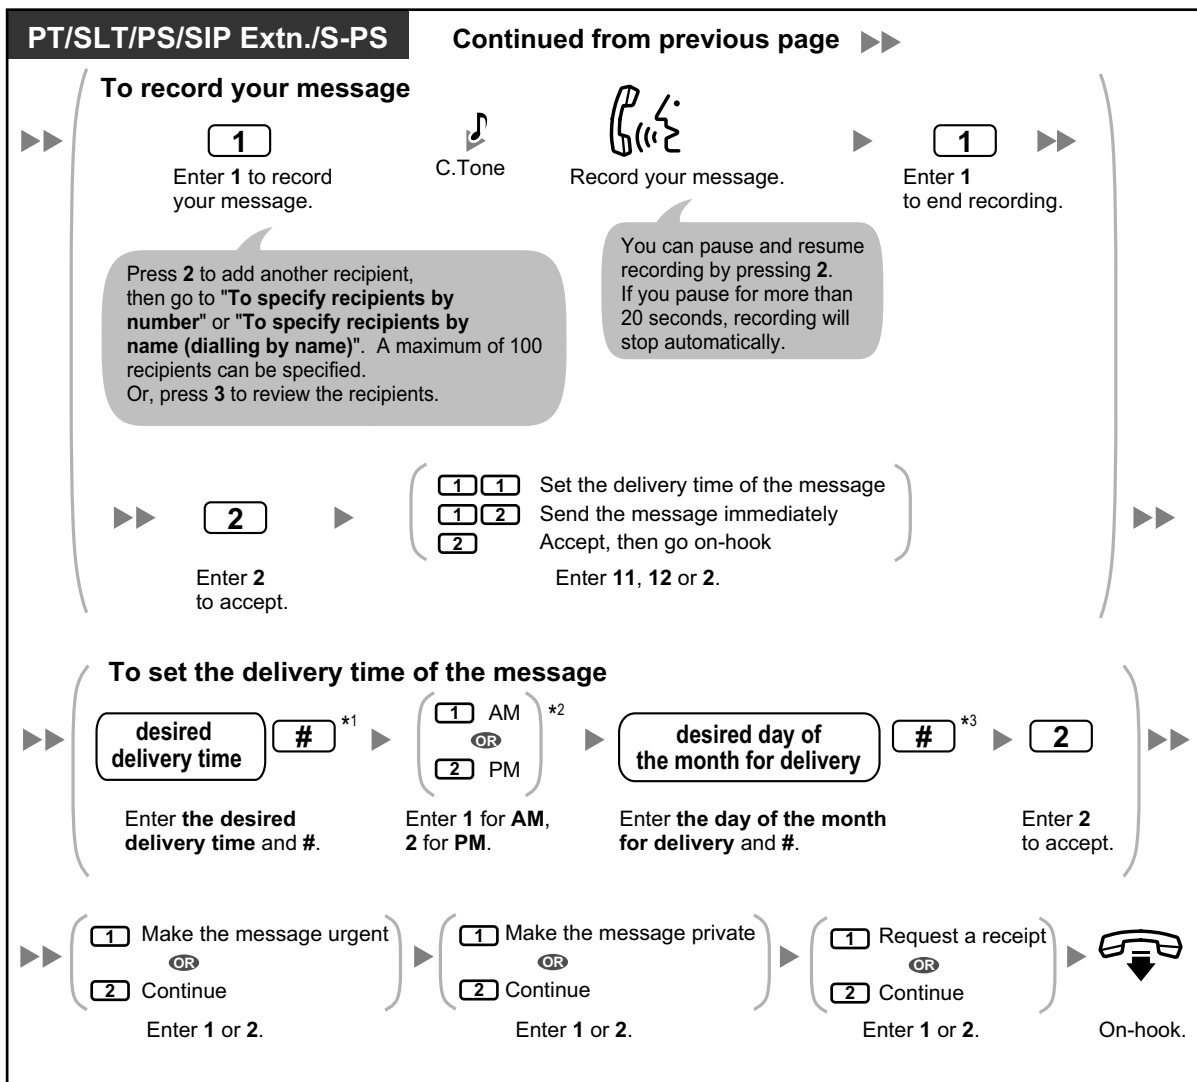 PT/SLT/PS/SIP Extn./S-PS
Continued from previous page
To record your message
1
C.Tone
Record your message.
1
Enter 1 to record
your message.
Enter 1
to end recording.
Press 2 to add another recipient,
then go to "To specify recipients by
number" or "To specify recipients by
name (dialling by name)". A maximum of 100
recipients can be specified.
Or, press 3 to review the recipients.
You can pause and resume
recording by pressing 2.
If you pause for more than
20 seconds, recording will
stop automatically.
2
Enter 2
to accept.
1 1 Set the delivery time of the message
1 2 Send the message immediately
2 Accept, then go on-hook
Enter 11, 12 or 2.
To set the delivery time of the message
desired
delivery time
# *1
Enter the desired
delivery time and #.
1 AM *2
OR
2 PM
Enter 1 for AM,
2 for PM.
desired day of
the month for delivery
# *3
Enter the day of the month
for delivery and #.
2
Enter 2
to accept.
1 Make the message urgent
OR
2 Continue
Enter 1 or 2.
1 Make the message private
OR
2 Continue
Enter 1 or 2.
1 Request a receipt
OR
2 Continue
Enter 1 or 2.
On-hook.